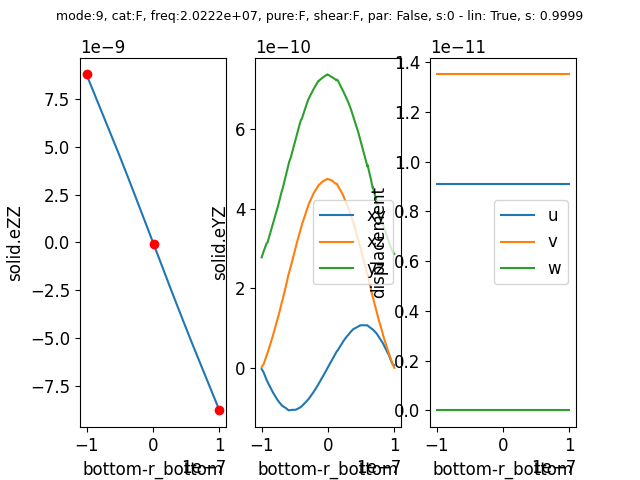 mode:9, cat:F, freq:2.0222e+07, pure:F, shear:F, par: False, s:0 - lin: True, s: 0.9999
1e−9
7.5
5.0
2.5
0.0
−2.5
−5.0
−7.5
solid.eZZ
−1 0 1
1e−7
bottom-r_bottom
1e−10
6
4
2
0
solid.eYZ
−1 0 1
1e−7
bottom-r_bottom
1e−11
1.4
1.2
1.0
0.8
0.6
0.4
0.2
0.0
displacement
u
v
w
−1 0 1
1e−7
bottom-r_bottom